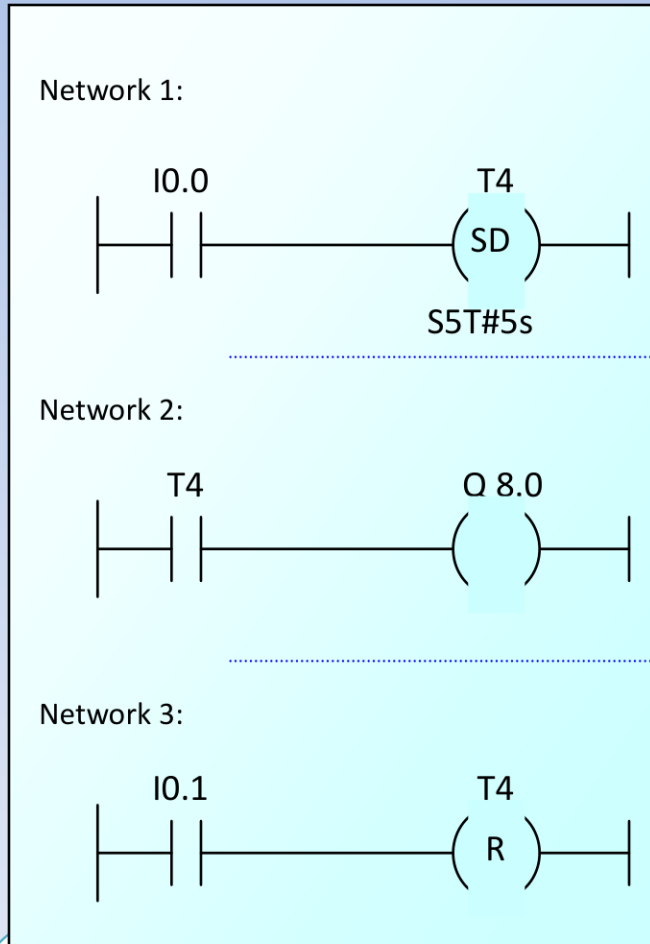 Network 1:
I0.0 T4
SD
S5T#5s
Network 2:
T4 Q 8.0
Network 3:
I0.1 T4
R